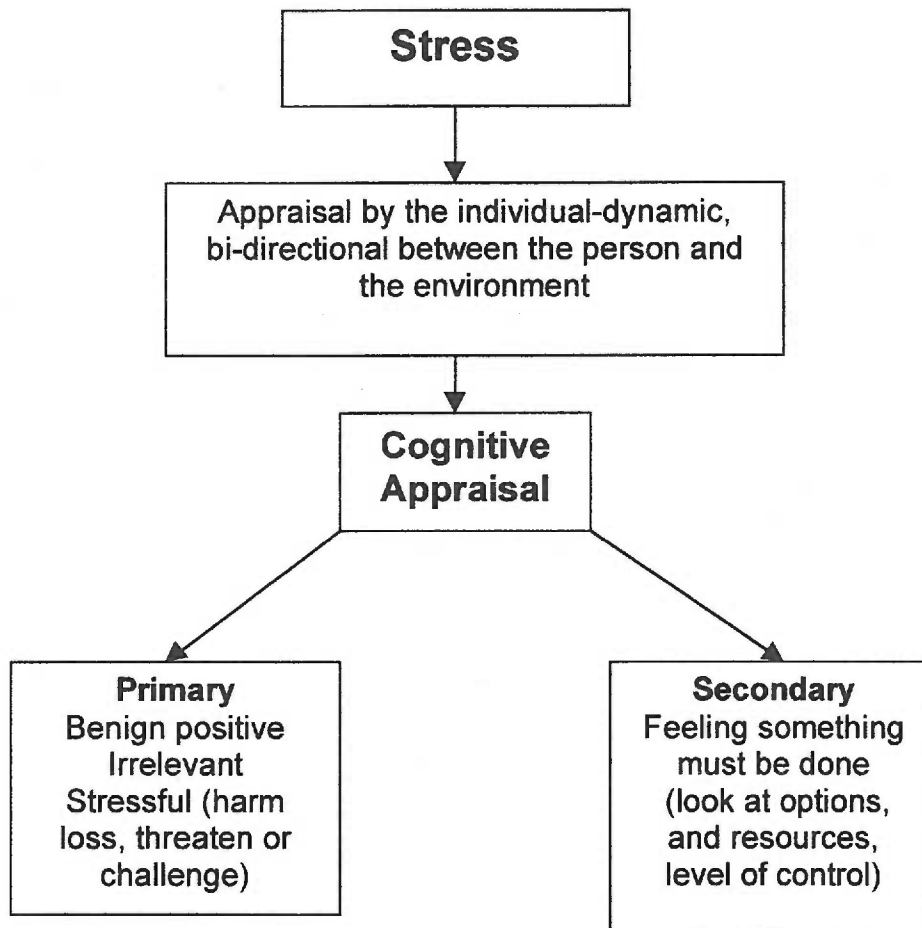 Stress
Appraisal by the individual-dynamic,
bi-directional between the person and
the environment
Cognitive
Appraisal
Primary
Benign positive
Irrelevant
Stressful (harm
loss, threaten or
challenge)
Secondary
Feeling something
must be done
(look at options,
and resources,
level of control)